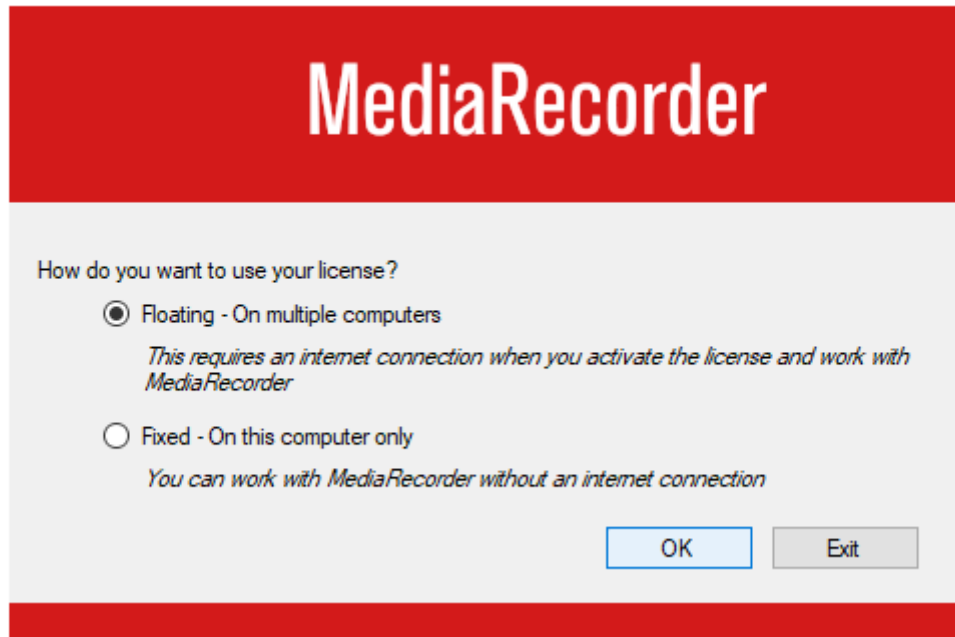 MediaRecorder
How do you want to use your license?
Floating - On multiple computers
This requires an internet connection when you activate the license and work with
MediaRecorder
Fixed - On this computer only
You can work with MediaRecorder without an internet connection
OK Exit